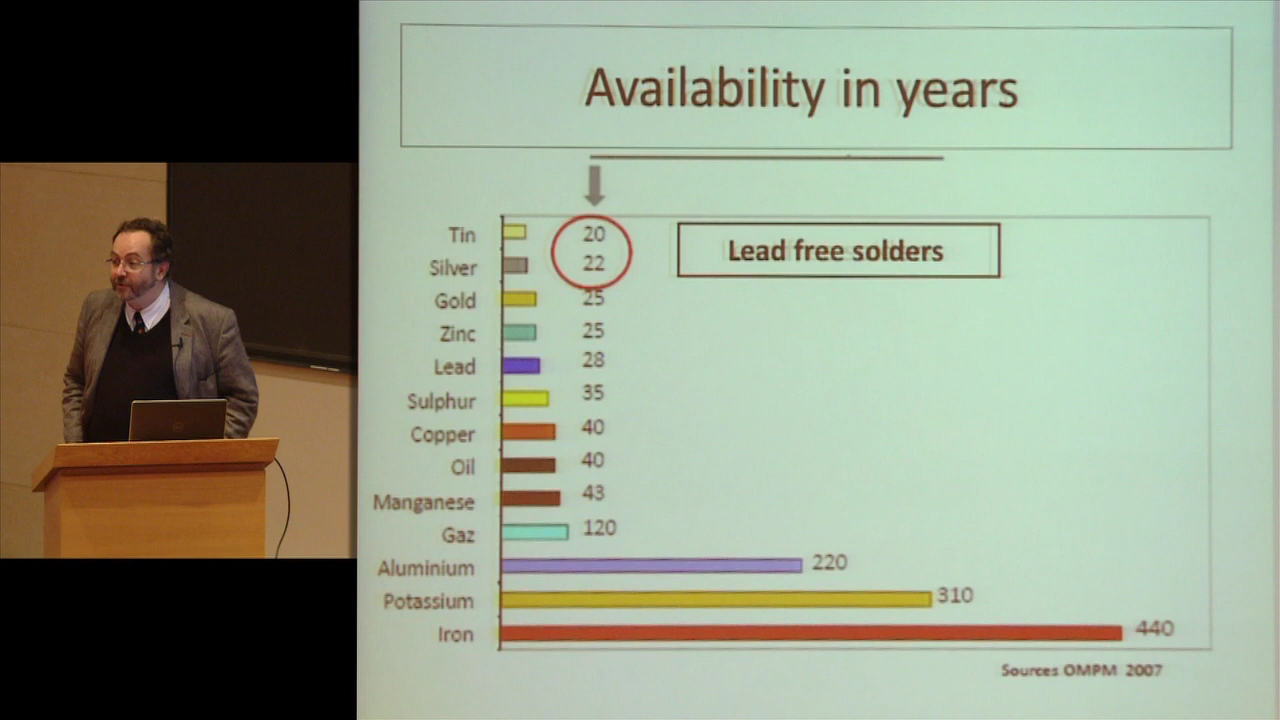 Availability in years
Tin 20
Lead free solders
Silver 22
Gold 25
Zinc 25
Lead 28
Sulphur 35
Copper 40
Oil 40
Manganese 43
Gaz 120
Aluminium 220
Potassium 310
Iron 440
Sources OMPM 2007